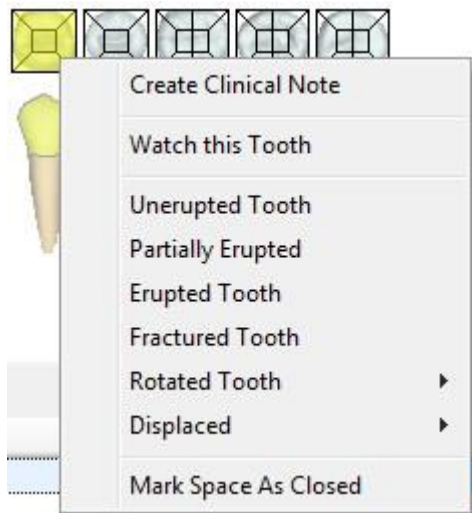 Create Clinical Note
Watch this Tooth
Unerupted Tooth
Partially Erupted
Erupted Tooth
Fractured Tooth
Rotated Tooth
Displaced
Mark Space As Closed